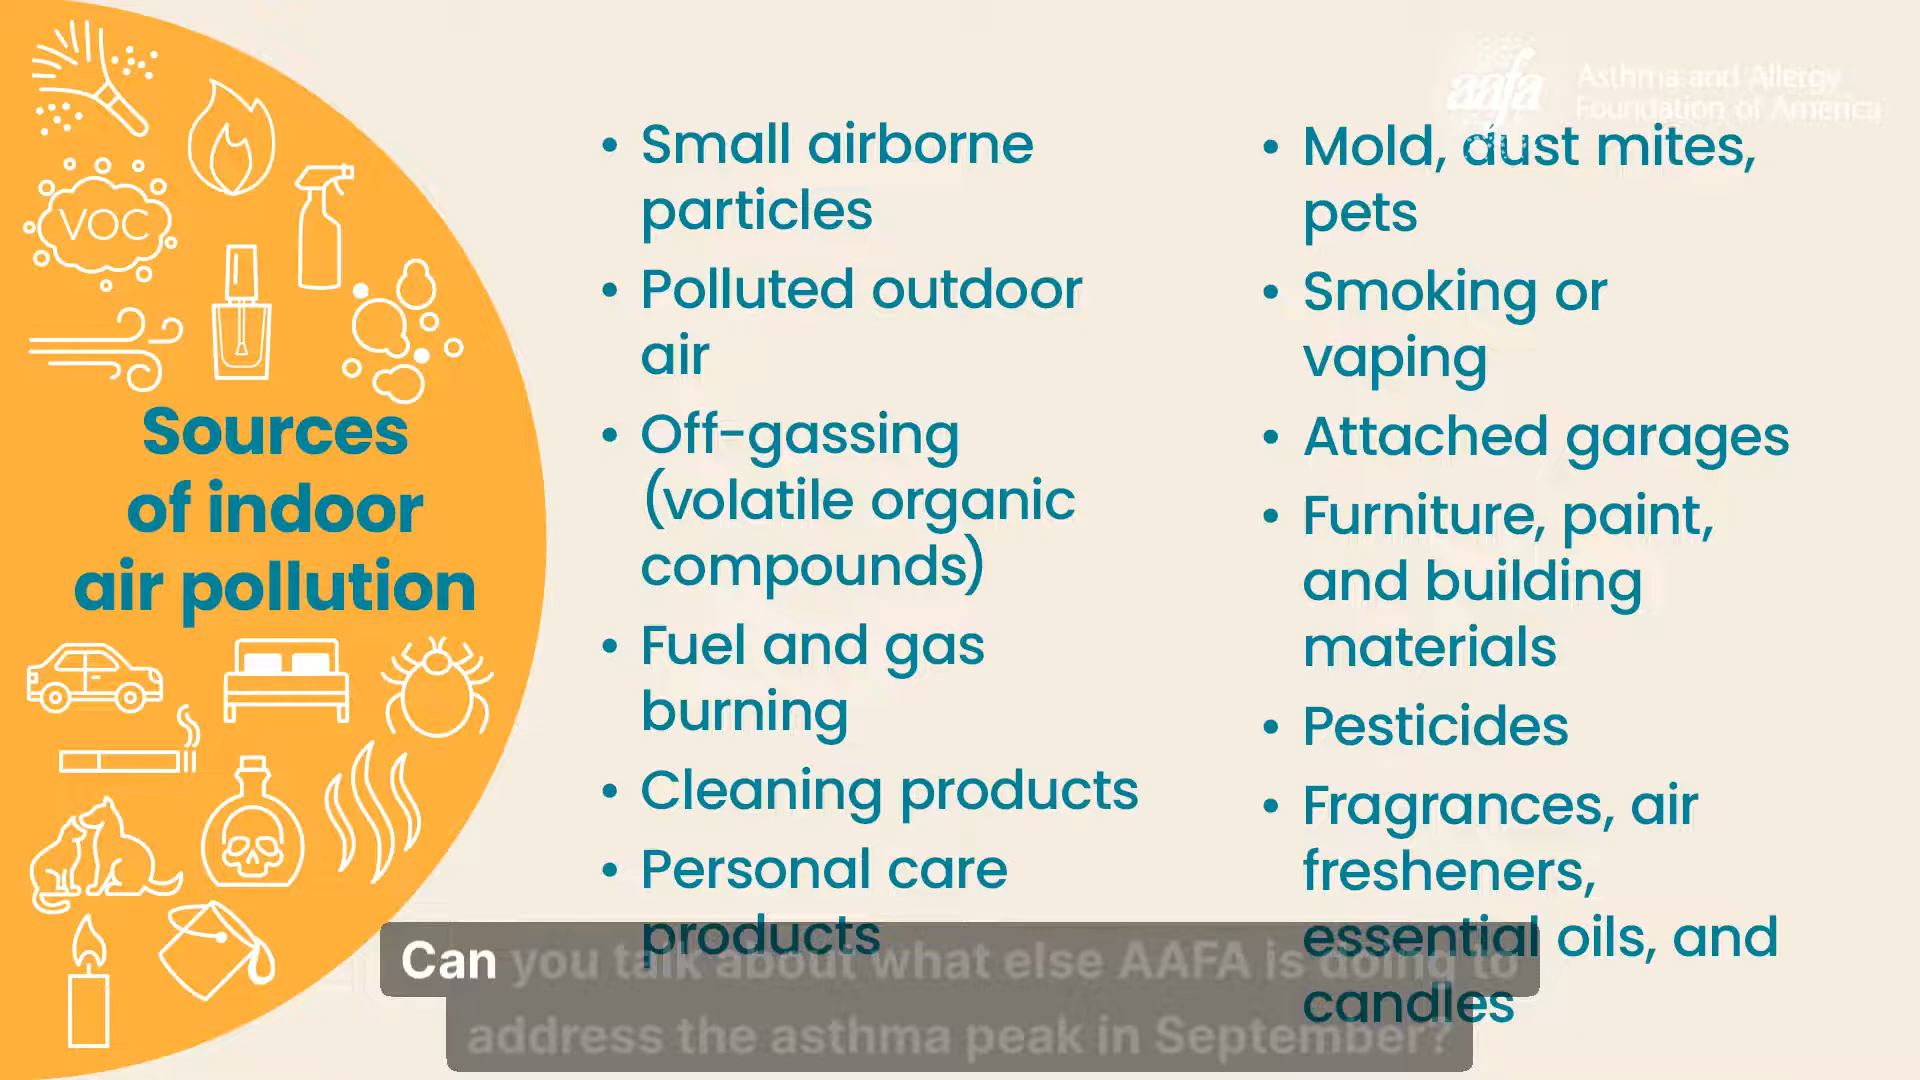 VOC
Sources
of indoor
air pollution
• Small airborne
particles
• Polluted outdoor
air
• Off-gassing
(volatile organic
compounds)
• Fuel and gas
burning
• Cleaning products
• Personal care
products
• Mold, dust mites,
pets
• Smoking or
vaping
• Attached garages
• Furniture, paint,
and building
materials
• Pesticides
• Fragrances, air
fresheners,
essential oils, and
candles
aafa
Asthma and Allergy
Foundation of America
Can you talk about what else AAFA is doing to
address the asthma peak in September?